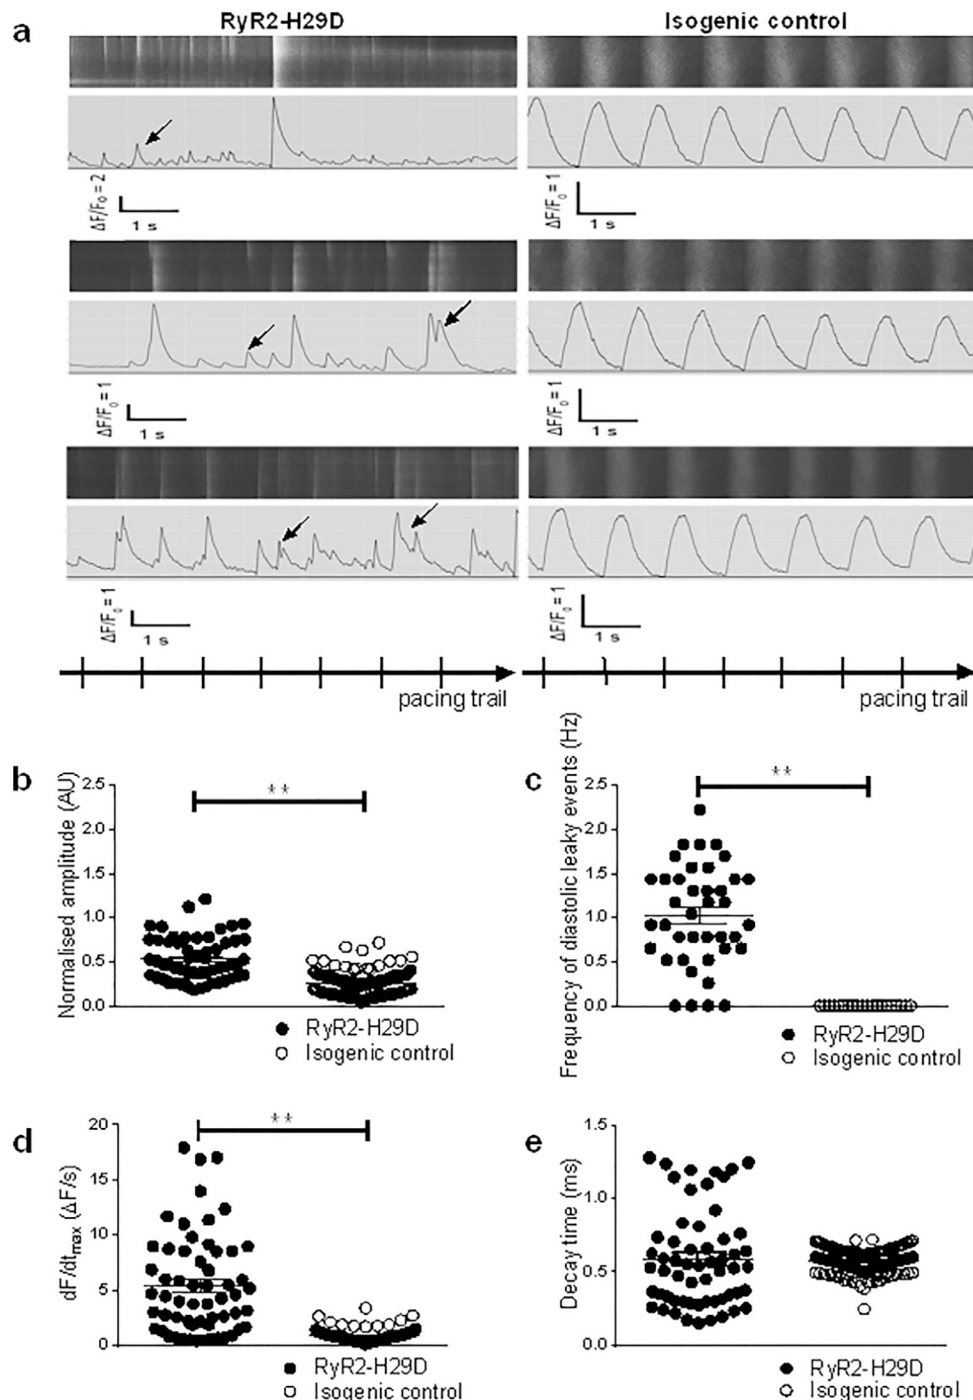 a
RyR2-H29D
Isogenic control
ΔF/F₀ = 2
1 s
ΔF/F₀ = 1
1 s
ΔF/F₀ = 1
1 s
ΔF/F₀ = 1
1 s
ΔF/F₀ = 1
1 s
ΔF/F₀ = 1
1 s
pacing trail
pacing trail
b
Normalised amplitude (AU)
2.5
2.0
1.5
1.0
0.5
0.0
**
RyR2-H29D
Isogenic control
c
Frequency of diastolic leaky events (Hz)
2.5
2.0
1.5
1.0
0.5
0.0
**
RyR2-H29D
Isogenic control
d
dF/dtmax (ΔF/s)
20
15
10
5
0
**
RyR2-H29D
Isogenic control
e
Decay time (ms)
1.5
1.0
0.5
0.0
RyR2-H29D
Isogenic control